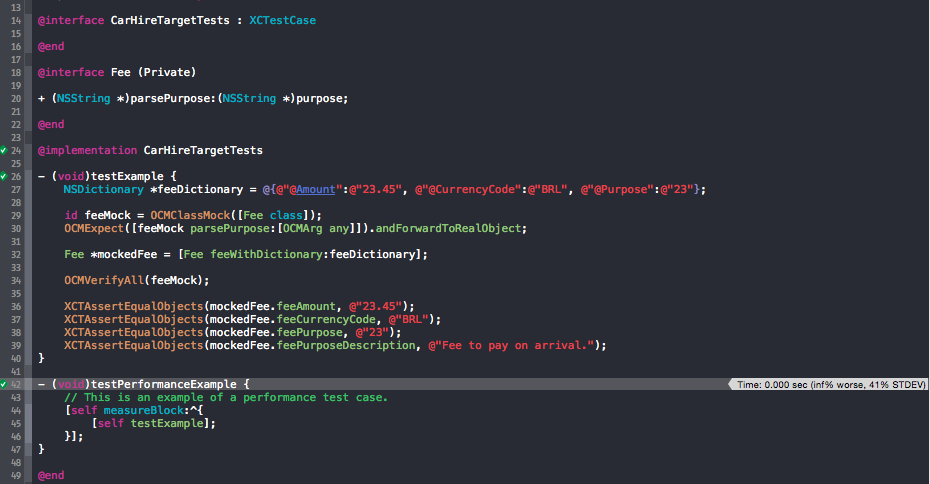 13
14 @interface CarHireTargetTests : XCTestCase
15
16 @end
17
18 @interface Fee (Private)
19
20 + (NSString *)parsePurpose:(NSString *)purpose;
21
22 @end
23
24 @implementation CarHireTargetTests
25
26 - (void)testExample {
27 NSDictionary *feeDictionary = @{@"@Amount":@"23.45", @"@CurrencyCode":@"BRL", @"@Purpose":@"23"};
28
29 id feeMock = OCMClassMock([Fee class]);
30 OCMExpect([feeMock parsePurpose:[OCMArg any]]).andForwardToRealObject;
31
32 Fee *mockedFee = [Fee feeWithDictionary:feeDictionary];
33
34 OCMVerifyAll(feeMock);
35
36 XCTAssertEqualObjects(mockedFee.feeAmount, @"23.45");
37 XCTAssertEqualObjects(mockedFee.feeCurrencyCode, @"BRL");
38 XCTAssertEqualObjects(mockedFee.feePurpose, @"23");
39 XCTAssertEqualObjects(mockedFee.feePurposeDescription, @"Fee to pay on arrival.");
40 }
41
42 - (void)testPerformanceExample { Time: 0.000 sec (inf% worse, 41% STDEV)
43 // This is an example of a performance test case.
44 [self measureBlock:^{
45 [self testExample];
46 }];
47 }
48
49 @end